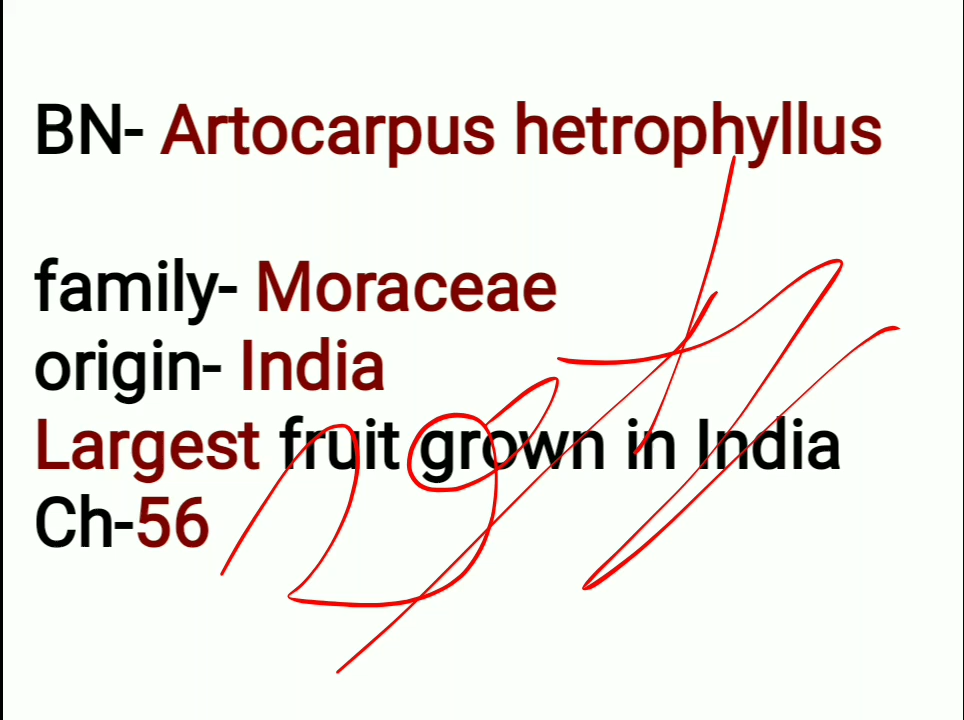 BN- Artocarpus hetrophyllus
family- Moraceae
origin- India
Largest fruit grown in India
Ch-56